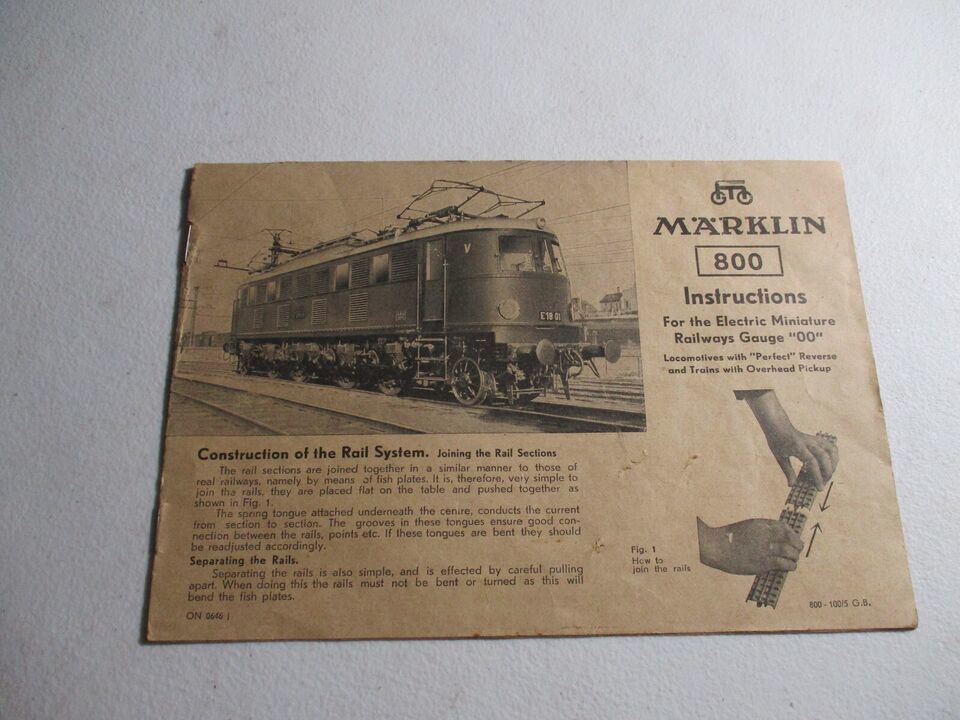 MÄRKLIN
800
Instructions
For the Electric Miniature
Railways Gauge "00"
Locomotives with "Perfect" Reverse
and Trains with Overhead Pickup
V
E 18 01
Construction of the Rail System. Joining the Rail Sections
The rail sections are joined together in a similar manner to those of
real railways, namely by means of fish plates. It is, therefore, very simple to
join the rails, they are placed flat on the table and pushed together as
shown in Fig. 1.
The spring tongue attached underneath the centre, conducts the current
from section to section. The grooves in these tongues ensure good con-
nection between the rails, points etc. If these tongues are bent they should
be readjusted accordingly.
Separating the Rails.
Separating the rails is also simple, and is effected by careful pulling
apart. When doing this the rails must not be bent or turned as this will
bend the fish plates.
ON 0646 j
Fig. 1
How to
join the rails
800 - 100/5 G.B.